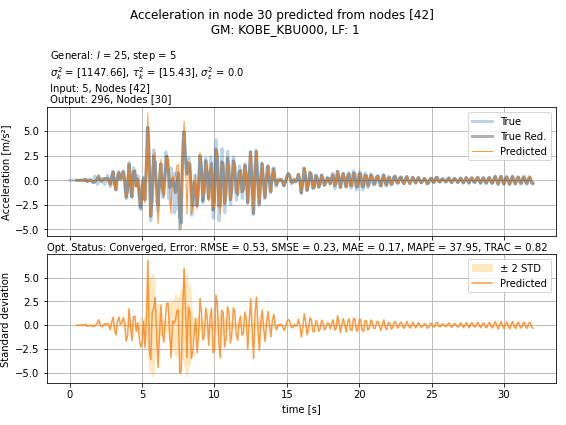 Acceleration in node 30 predicted from nodes [42]
GM: KOBE_KBU000, LF: 1
General: l = 25, step = 5
σ²_k = [1147.66], τ²_k = [15.43], σ²_ε = 0.0
Input: 5, Nodes [42]
Output: 296, Nodes [30]
Acceleration [m/s²]
5.0
2.5
0.0
−2.5
−5.0
True
True Red.
Predicted
Opt. Status: Converged, Error: RMSE = 0.53, SMSE = 0.23, MAE = 0.17, MAPE = 37.95, TRAC = 0.82
Standard deviation
5.0
2.5
0.0
−2.5
−5.0
± 2 STD
Predicted
0 5 10 15 20 25 30
time [s]